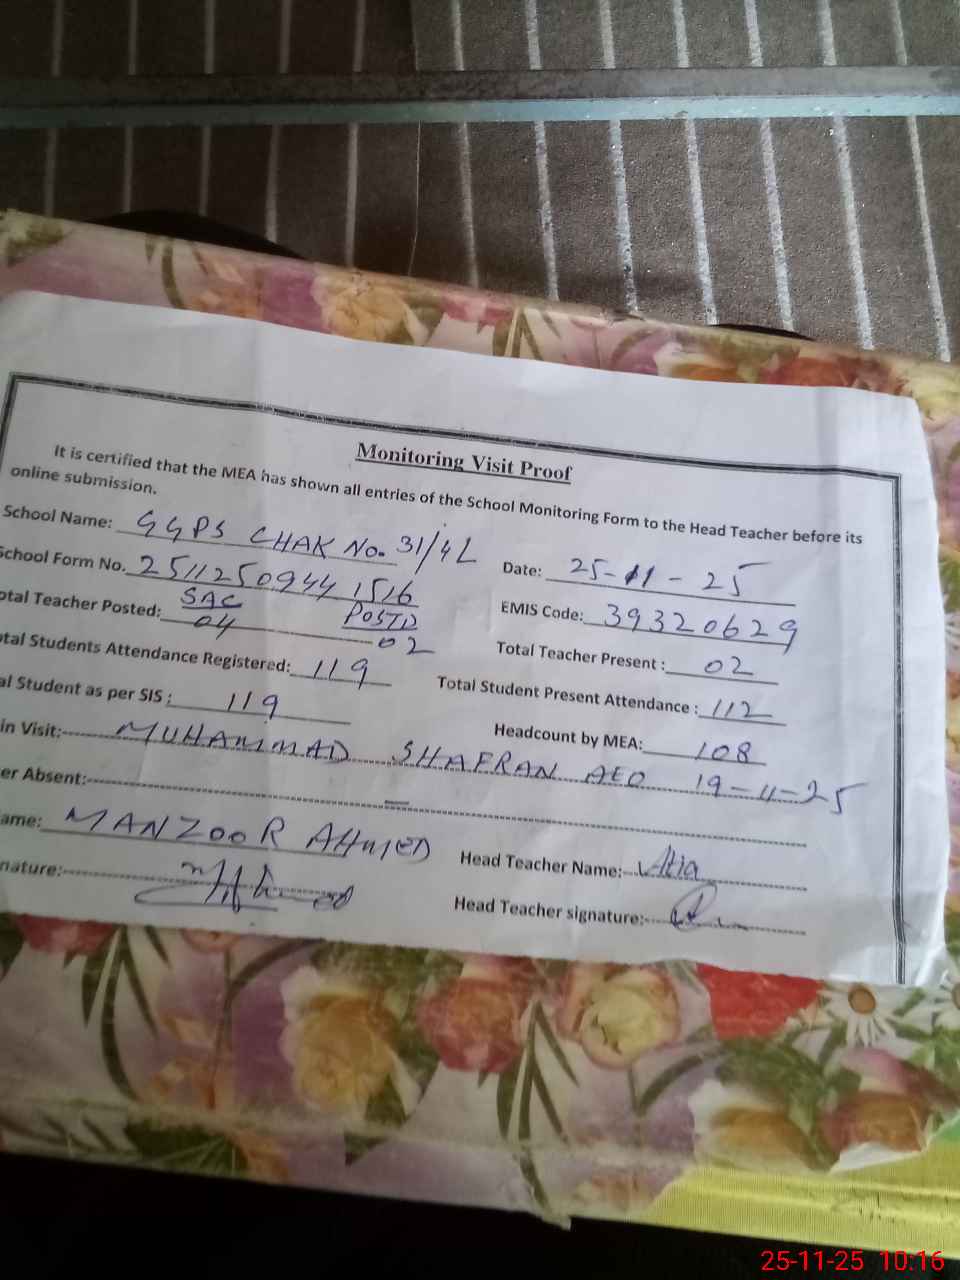 Monitoring Visit Proof
It is certified that the MEA has shown all entries of the School Monitoring Form to the Head Teacher before its
online submission.
School Name: GGPS CHAK No. 31/4L
Date: 25-11-25
School Form No. 2511250944 1516
EMIS Code: 39320629
otal Teacher Posted: SAC 04 POSTD 02
Total Teacher Present : 02
otal Students Attendance Registered: 119
Total Student Present Attendance : 112
al Student as per SIS : 119
Headcount by MEA: 108
in Visit: MUHAMMAD SHAFRAN AEO 19-11-25
er Absent: —
ame: MANZOOR AHMED
Head Teacher Name: Atia
nature:
Head Teacher signature:
25-11-25 10:16